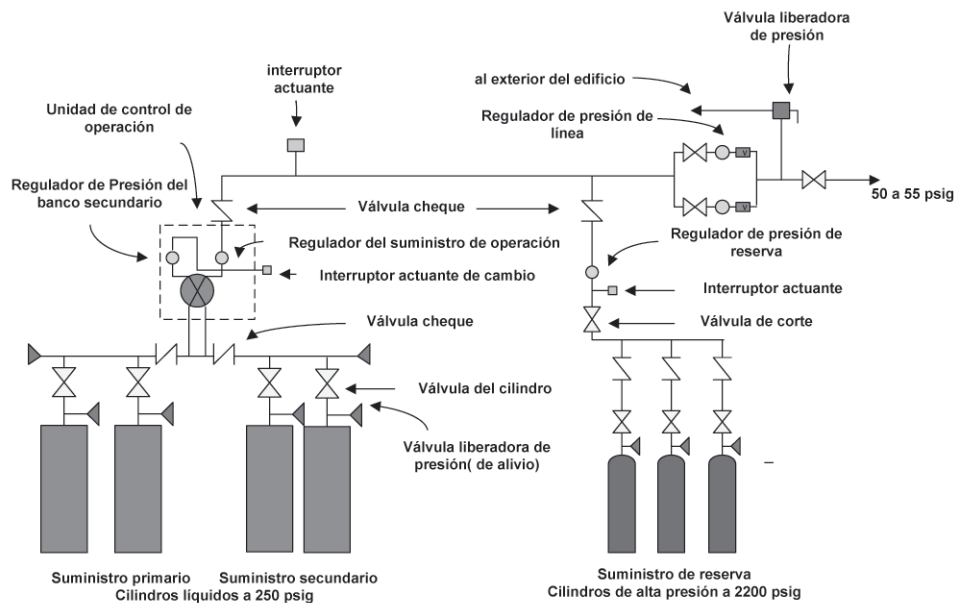 Válvula liberadora
de presión
interruptor
actuante
al exterior del edificio
Unidad de control de
operación
Regulador de presión de
línea
Regulador de Presión del
banco secundario
50 a 55 psig
Válvula cheque
Regulador del suministro de operación
Regulador de presión de
reserva
Interruptor actuante de cambio
Interruptor actuante
Válvula cheque
Válvula de corte
Válvula del cilindro
Válvula liberadora de
presión( de alivio)
Suministro primario
Suministro secundario
Cilindros líquidos a 250 psig
Suministro de reserva
Cilindros de alta presión a 2200 psig